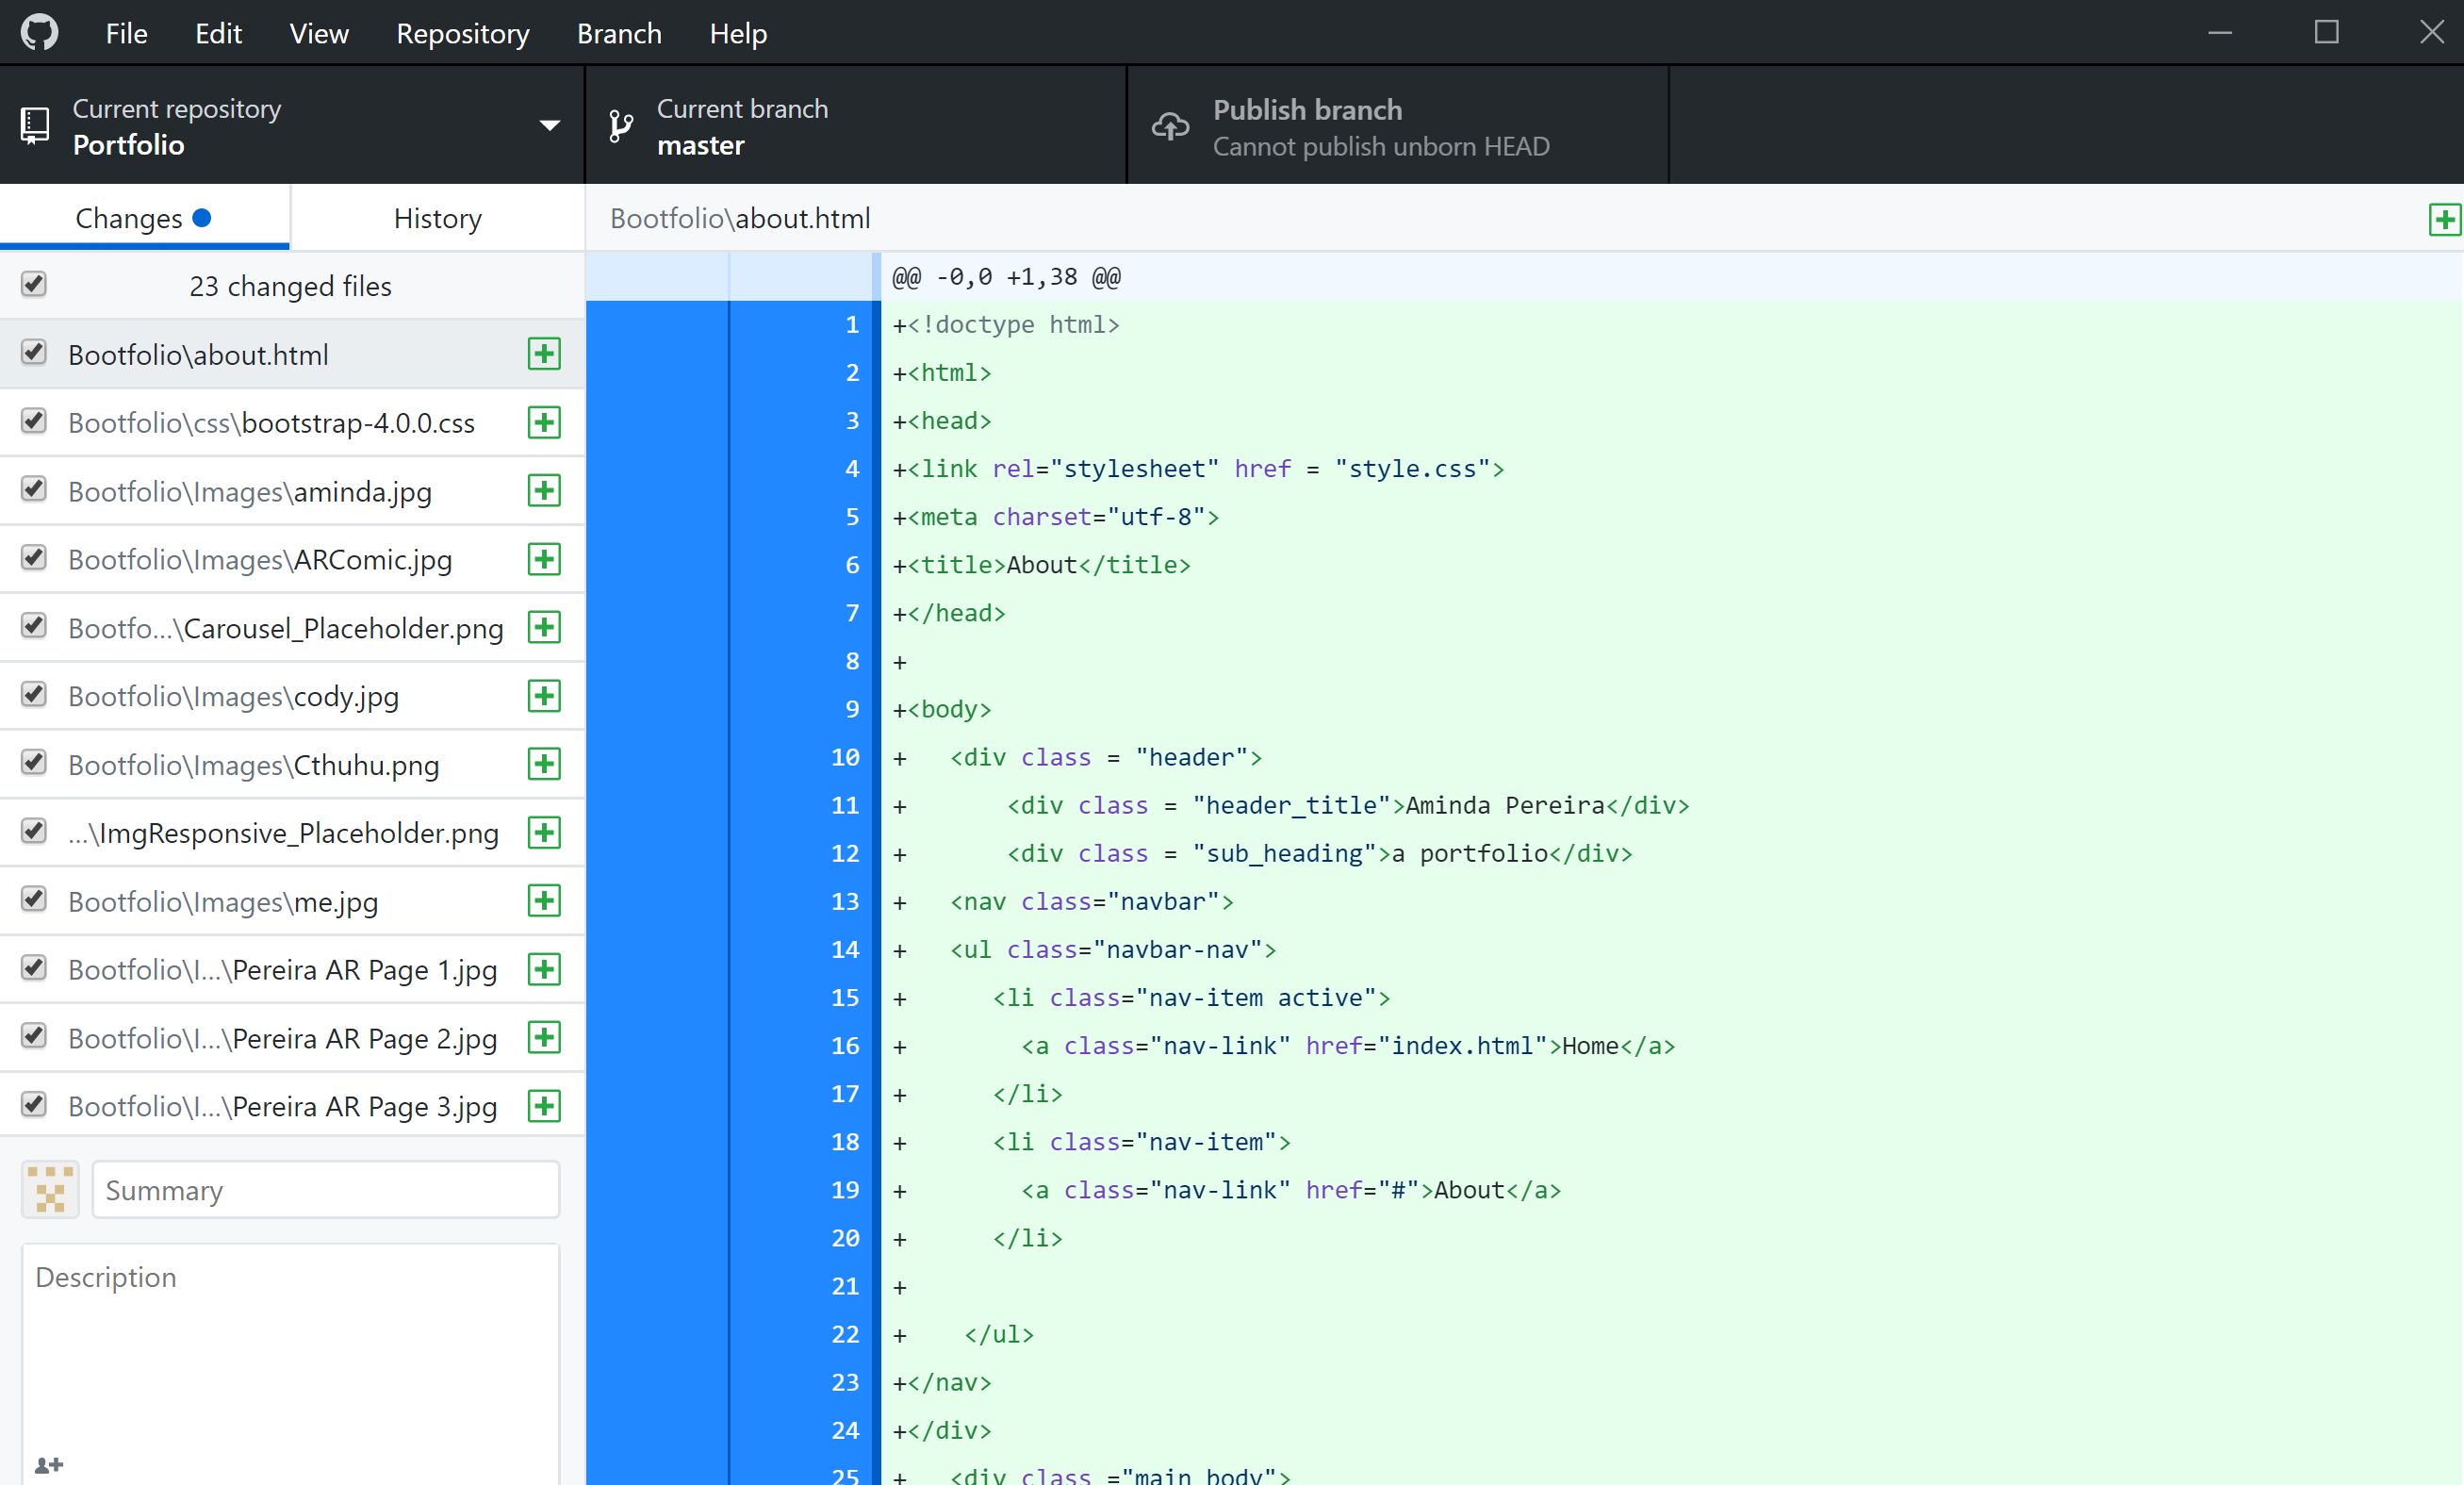 File Edit View Repository Branch Help
Current repository
Portfolio
Current branch
master
Publish branch
Cannot publish unborn HEAD
Changes History
23 changed files
Bootfolio\about.html
Bootfolio\css\bootstrap-4.0.0.css
Bootfolio\Images\aminda.jpg
Bootfolio\Images\ARComic.jpg
Bootfo...\Carousel_Placeholder.png
Bootfolio\Images\cody.jpg
Bootfolio\Images\Cthuhu.png
...\ImgResponsive_Placeholder.png
Bootfolio\Images\me.jpg
Bootfolio\I...\Pereira AR Page 1.jpg
Bootfolio\I...\Pereira AR Page 2.jpg
Bootfolio\I...\Pereira AR Page 3.jpg
Summary
Description
Bootfolio\about.html
@@ -0,0 +1,38 @@
1 +<!doctype html>
2 +<html>
3 +<head>
4 +<link rel="stylesheet" href = "style.css">
5 +<meta charset="utf-8">
6 +<title>About</title>
7 +</head>
8 +
9 +<body>
10 +   <div class = "header">
11 +       <div class = "header_title">Aminda Pereira</div>
12 +       <div class = "sub_heading">a portfolio</div>
13 +   <nav class="navbar">
14 +   <ul class="navbar-nav">
15 +      <li class="nav-item active">
16 +        <a class="nav-link" href="index.html">Home</a>
17 +      </li>
18 +      <li class="nav-item">
19 +        <a class="nav-link" href="#">About</a>
20 +      </li>
21 +
22 +    </ul>
23 +</nav>
24 +</div>
25 +   <div class ="main body">